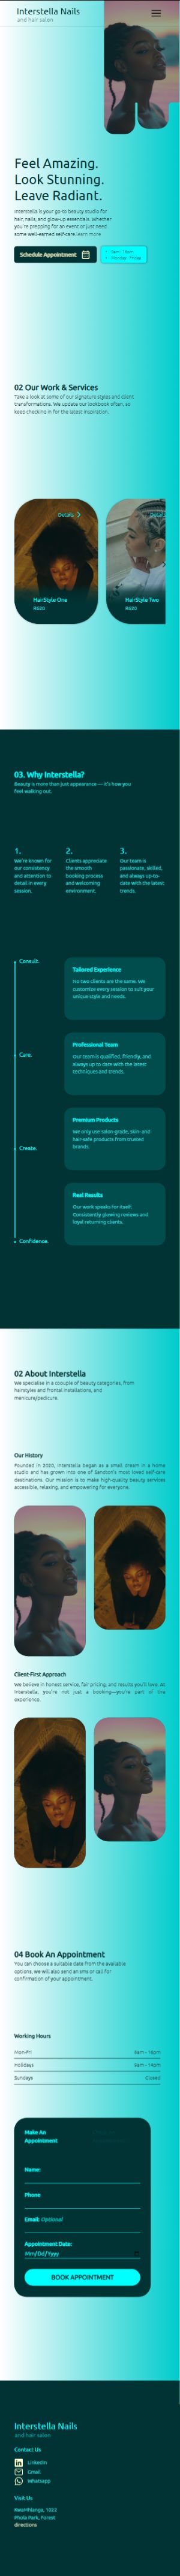 Interstella Nails
and hair salon
Feel Amazing.
Look Stunning.
Leave Radiant.
Interstella is your go-to beauty studio for
hair, nails, and glow-up essentials. Whether
you're prepping for an event or just need
some well-earned self-care learn more
Schedule Appointment
8am - 16pm
Monday - Friday
02 Our Work & Services
Take a look at some of our signature styles and client
transformations. We update our lookbook often, so
keep checking in for the latest inspiration.
Details
HairStyle One
R620
HairStyle Two
R620
03. Why Interstella?
Beauty is more than just appearance — it's how you
feel walking out.
1.
We're known for
our consistency
and attention to
detail in every
session.
2.
Clients appreciate
the smooth
booking process
and welcoming
environment.
3.
Our team is
passionate, skilled,
and always up-to-
date with the latest
trends.
Consult.
Care.
Create.
Confidence.
Tailored Experience
No two clients are the same. We
customize every session to suit your
unique style and needs.
Professional Team
Our team is qualified, friendly, and
always up to date with the latest
techniques and trends.
Premium Products
We only use salon-grade, skin- and
hair-safe products from trusted
brands.
Real Results
Our work speaks for itself.
Consistently glowing reviews and
loyal returning clients.
02 About Interstella
We specialise in a coouple of beauty categories, from
hairstyles and frontal installations, and
menicure/pedicure.
Our History
Founded in 2020, Interstella began as a small dream in a home
studio and has grown into one of Sandton's most loved self-care
destinations. Our mission is to make high-quality beauty services
accessible, relaxing, and empowering for everyone.
Client-First Approach
We believe in honest service, fair pricing, and results you'll love. At
Interstella, you're not just a booking—you're part of the
experience.
04 Book An Appointment
You can choose a suitable date from the available
options, we will also send an sms or call for
confirmation of your appointment.
Working Hours
Mon-Fri 8am - 16pm
Holidays 9am - 14pm
Sundays Closed
Make An
Appointment
Name:
Phone
Email: Optional
Appointment Date:
Mm/Dd/Yyyy
BOOK APPOINTMENT
Interstella Nails
and hair salon
Contact Us
LinkedIn
Gmail
Whatsapp
Visit Us
KwaNhlanga, 1022
Phola Park, Forest
directions